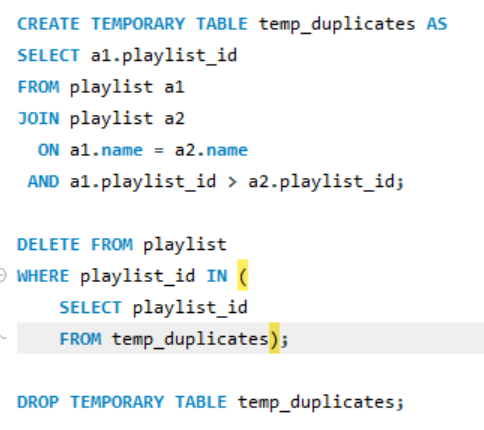 CREATE TEMPORARY TABLE temp_duplicates AS
SELECT a1.playlist_id
FROM playlist a1
JOIN playlist a2
ON a1.name = a2.name
AND a1.playlist_id > a2.playlist_id;
DELETE FROM playlist
WHERE playlist_id IN (
SELECT playlist_id
FROM temp_duplicates);
DROP TEMPORARY TABLE temp_duplicates;